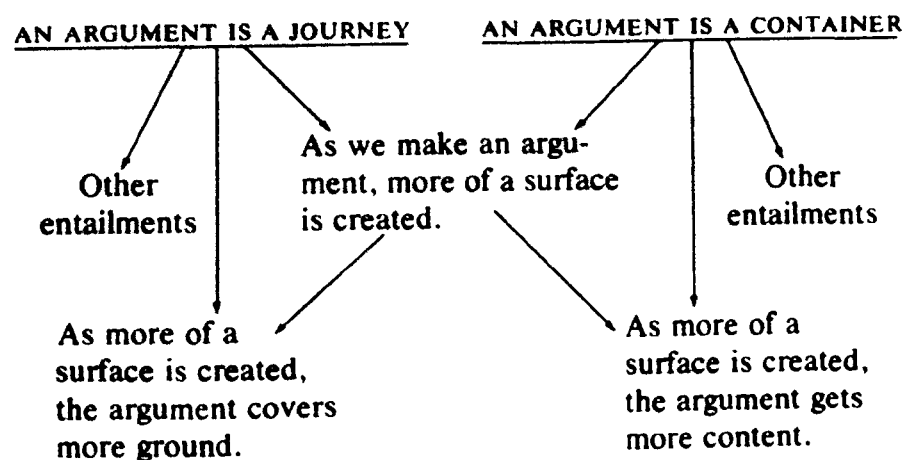 AN ARGUMENT IS A JOURNEY
AN ARGUMENT IS A CONTAINER
As we make an argu-
ment, more of a surface
is created.
Other
entailments
Other
entailments
As more of a
surface is created,
the argument covers
more ground.
As more of a
surface is created,
the argument gets
more content.